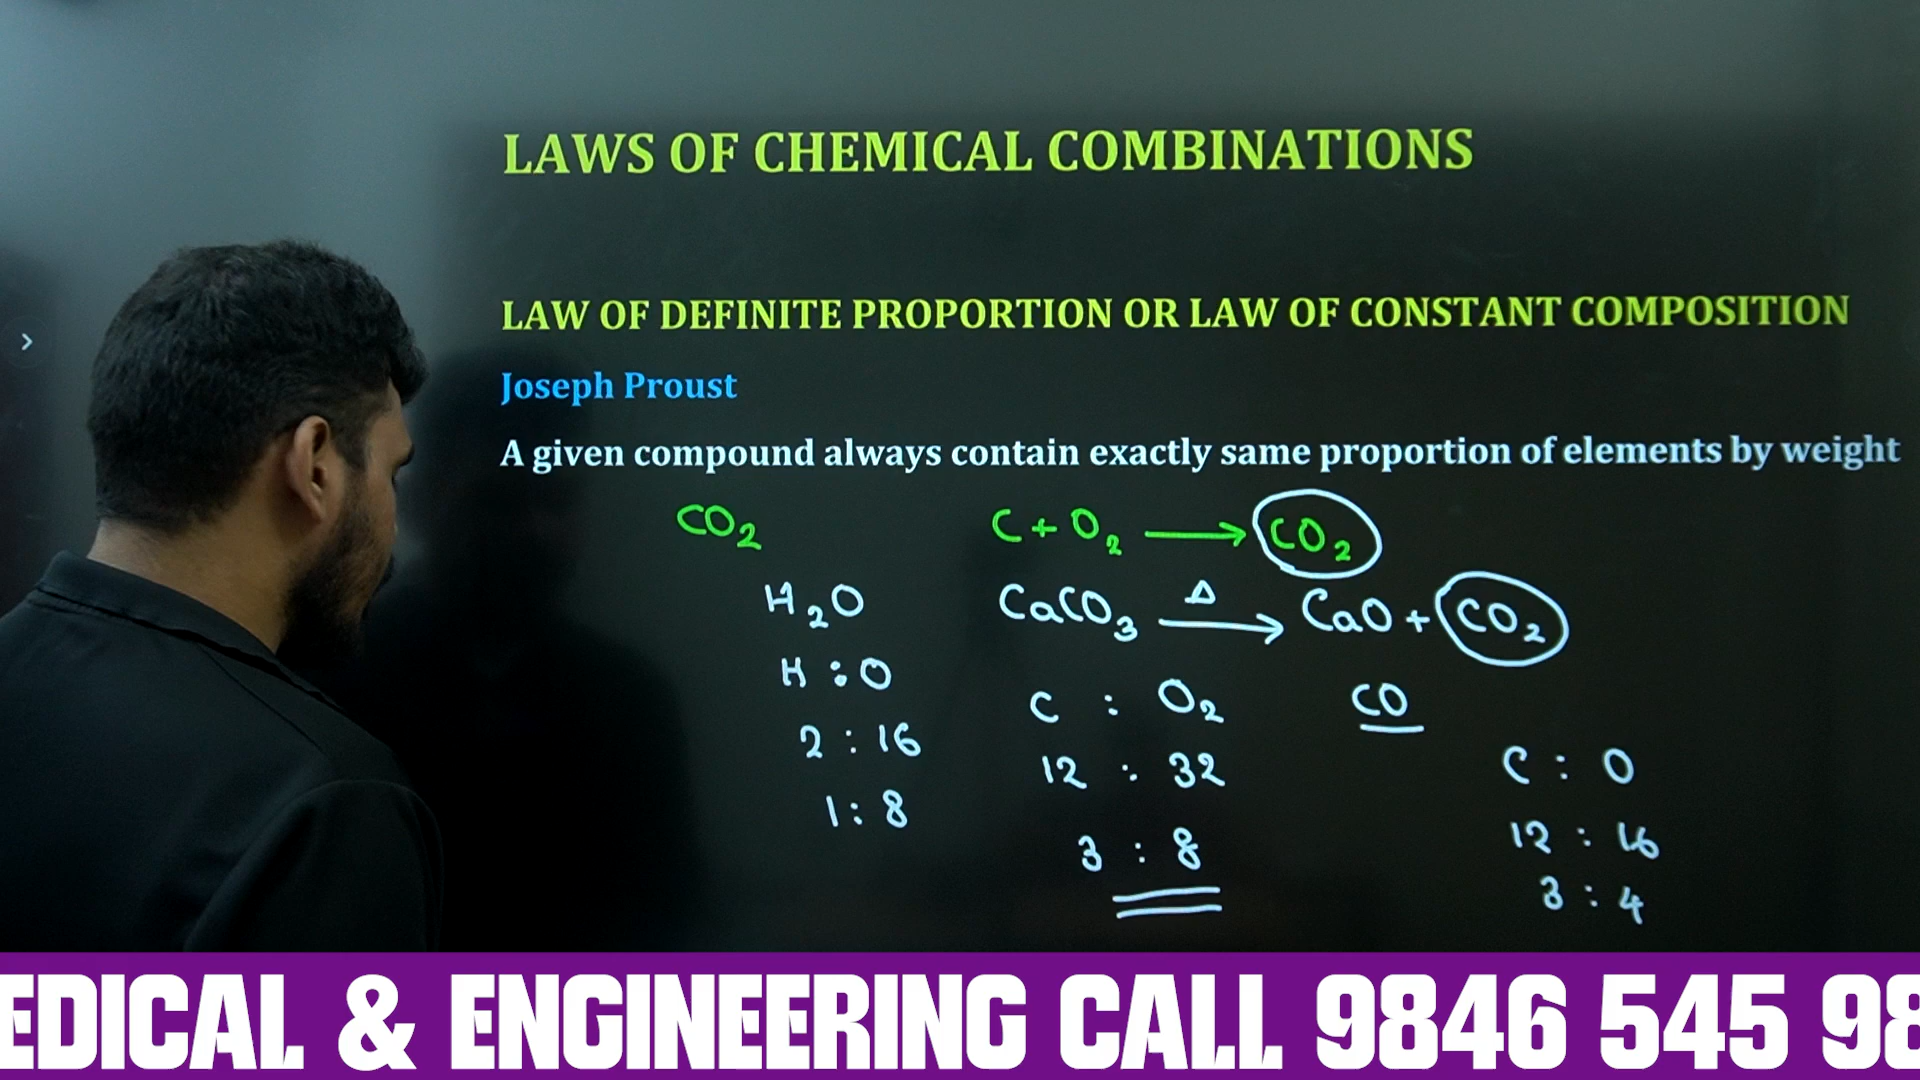 LAWS OF CHEMICAL COMBINATIONS
LAW OF DEFINITE PROPORTION OR LAW OF CONSTANT COMPOSITION
Joseph Proust
A given compound always contain exactly same proportion of elements by weight
CO₂
C + O₂ ⟶ CO₂
H₂O
CaCO₃ ⟶ Δ CaO + CO₂
H : O
C : O₂
CO
2 : 16
12 : 32
C : O
1 : 8
3 : 8
12 : 16
3 : 4
EDICAL & ENGINEERING CALL 9846 545 98